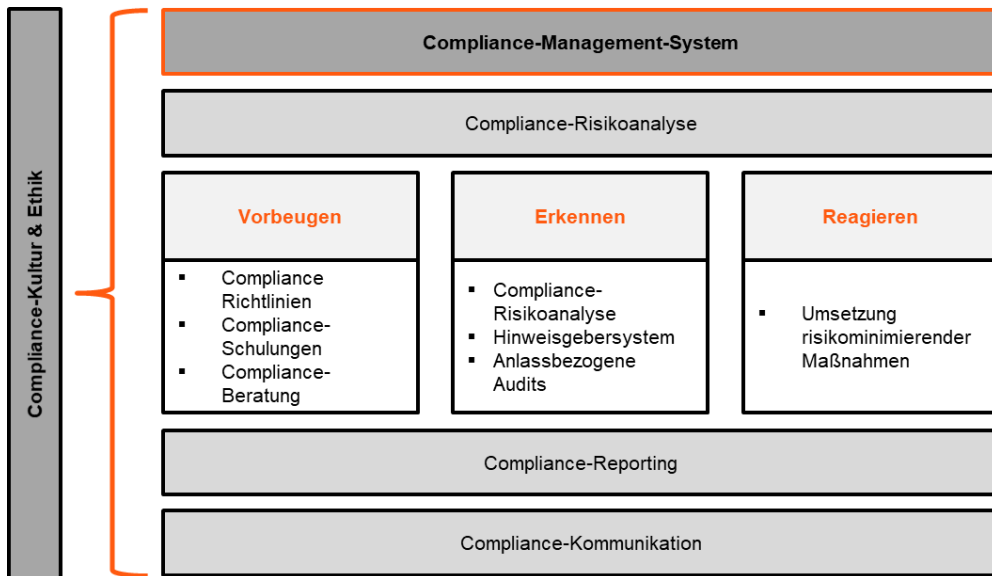 Compliance-Kultur & Ethik
Compliance-Management-System
Compliance-Risikoanalyse
Vorbeugen
▪ Compliance
Richtlinien
▪ Compliance-
Schulungen
▪ Compliance-
Beratung
Erkennen
▪ Compliance-
Risikoanalyse
▪ Hinweisgebersystem
▪ Anlassbezogene
Audits
Reagieren
▪ Umsetzung
risikominimierender
Maßnahmen
Compliance-Reporting
Compliance-Kommunikation